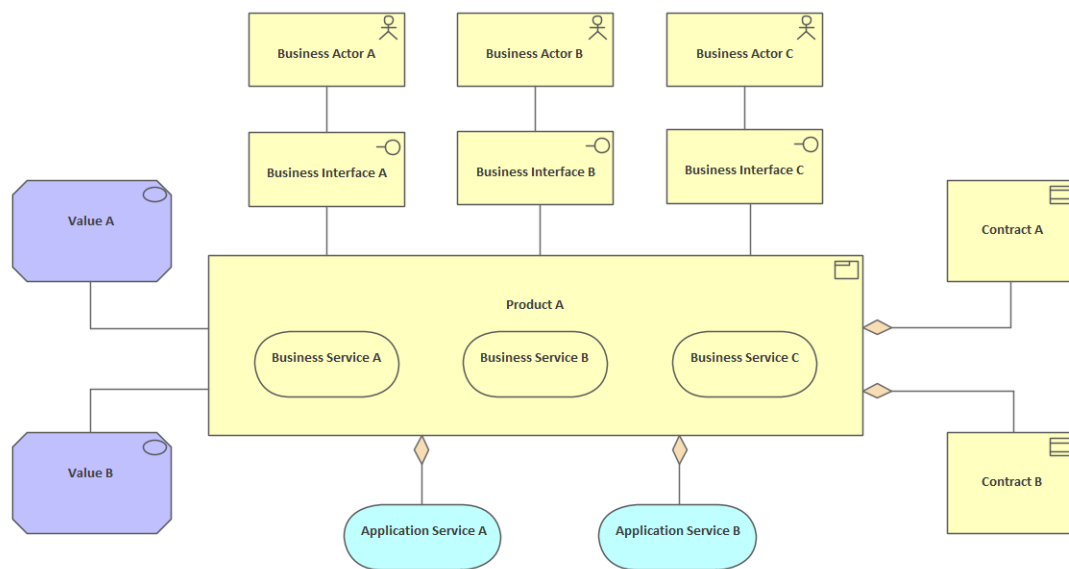 Business Actor A
Business Actor B
Business Actor C
Business Interface A
Business Interface B
Business Interface C
Value A
Contract A
Product A
Business Service A
Business Service B
Business Service C
Value B
Contract B
Application Service A
Application Service B